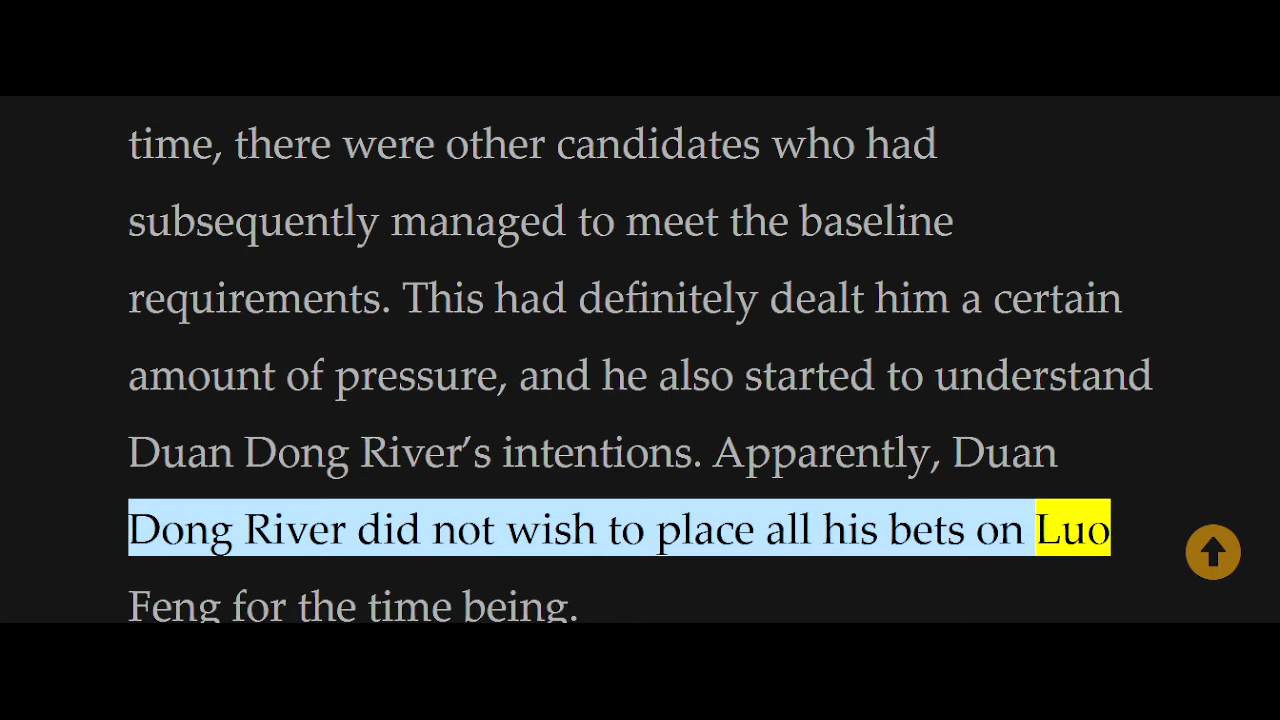 time, there were other candidates who had
subsequently managed to meet the baseline
requirements. This had definitely dealt him a certain
amount of pressure, and he also started to understand
Duan Dong River’s intentions. Apparently, Duan
Dong River did not wish to place all his bets on Luo
Feng for the time being.